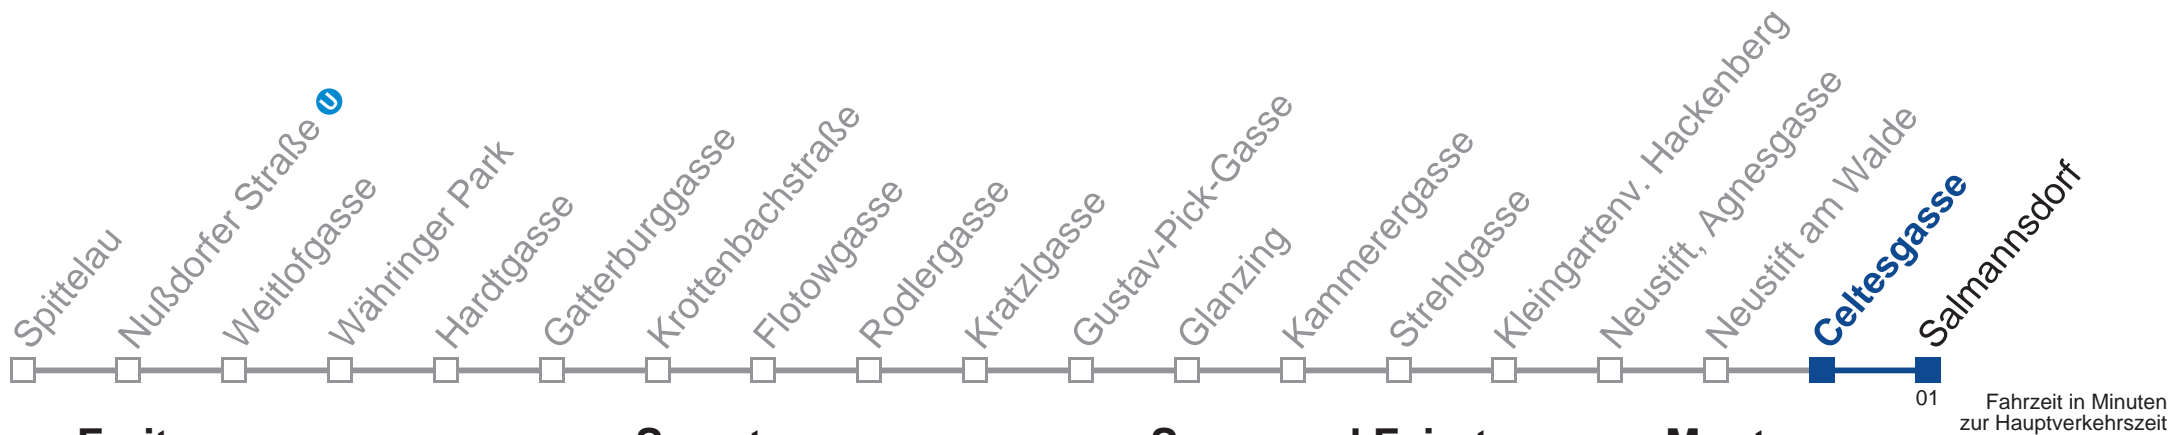 Spittelau
Nußdorfer Straße U
Weitlofgasse
Währinger Park
Hardtgasse
Gatterburggasse
Krottenbachstraße
Flotowgasse
Rodlergasse
Kratzlgasse
Gustav-Pick-Gasse
Glanzing
Kammerergasse
Strehlgasse
Kleingartenv. Hackenberg
Neustift, Agnesgasse
Neustift am Walde
Celtesgasse
Salmannsdorf
01
Fahrzeit in Minuten
zur Hauptverkehrszeit